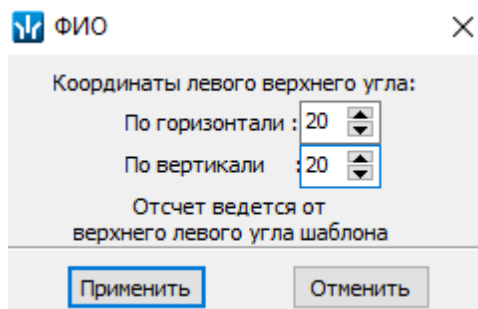 ФИО
Координаты левого верхнего угла:
По горизонтали : 20
По вертикали : 20
Отсчет ведется от
верхнего левого угла шаблона
Применить Отменить